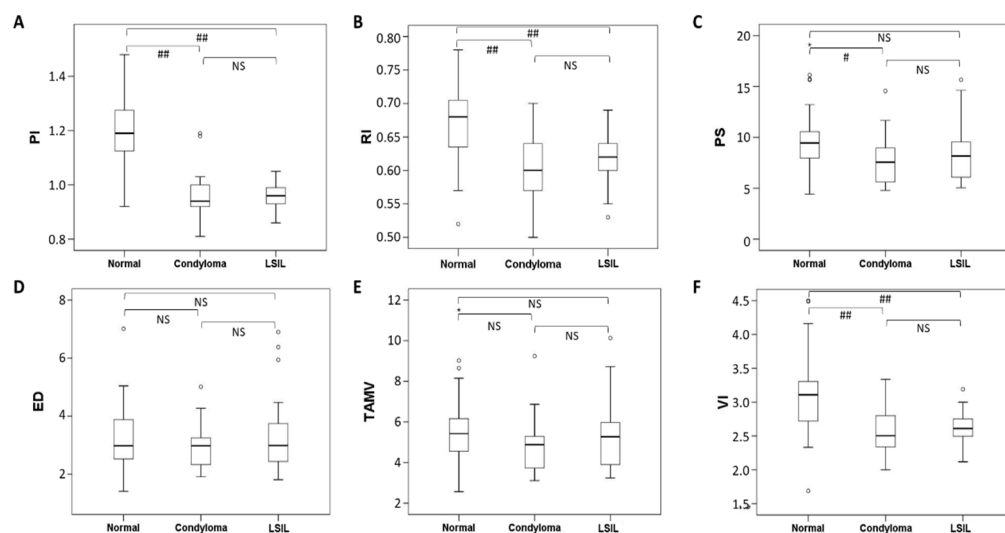 A
PI
1.4
1.2
1.0
0.8
##
##
NS
Normal Condyloma LSIL
B
RI
0.80
0.75
0.70
0.65
0.60
0.55
0.50
##
##
NS
Normal Condyloma LSIL
C
PS
20
15
10
5
0
NS
*
#
NS
Normal Condyloma LSIL
D
ED
8
6
4
2
NS
NS
NS
Normal Condyloma LSIL
E
TAMV
12
10
8
6
4
2
NS
*
NS
NS
Normal Condyloma LSIL
F
VI
4.5
4.0
3.5
3.0
2.5
2.0
1.5
##
##
NS
Normal Condyloma LSIL